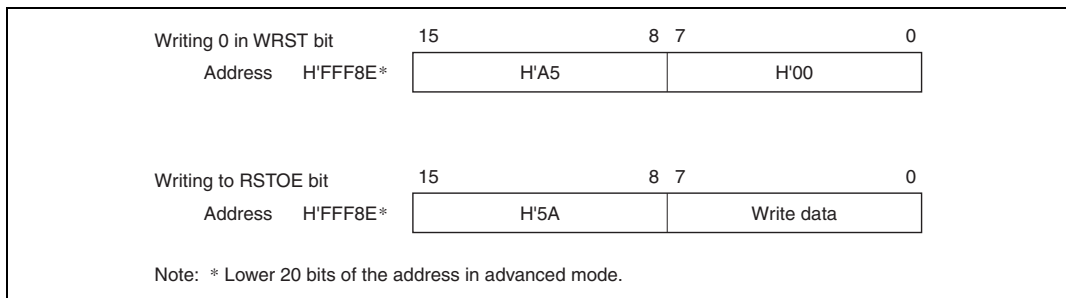 Writing 0 in WRST bit 15 8 7 0
Address H'FFF8E* H'A5 H'00
Writing to RSTOE bit 15 8 7 0
Address H'FFF8E* H'5A Write data
Note: * Lower 20 bits of the address in advanced mode.